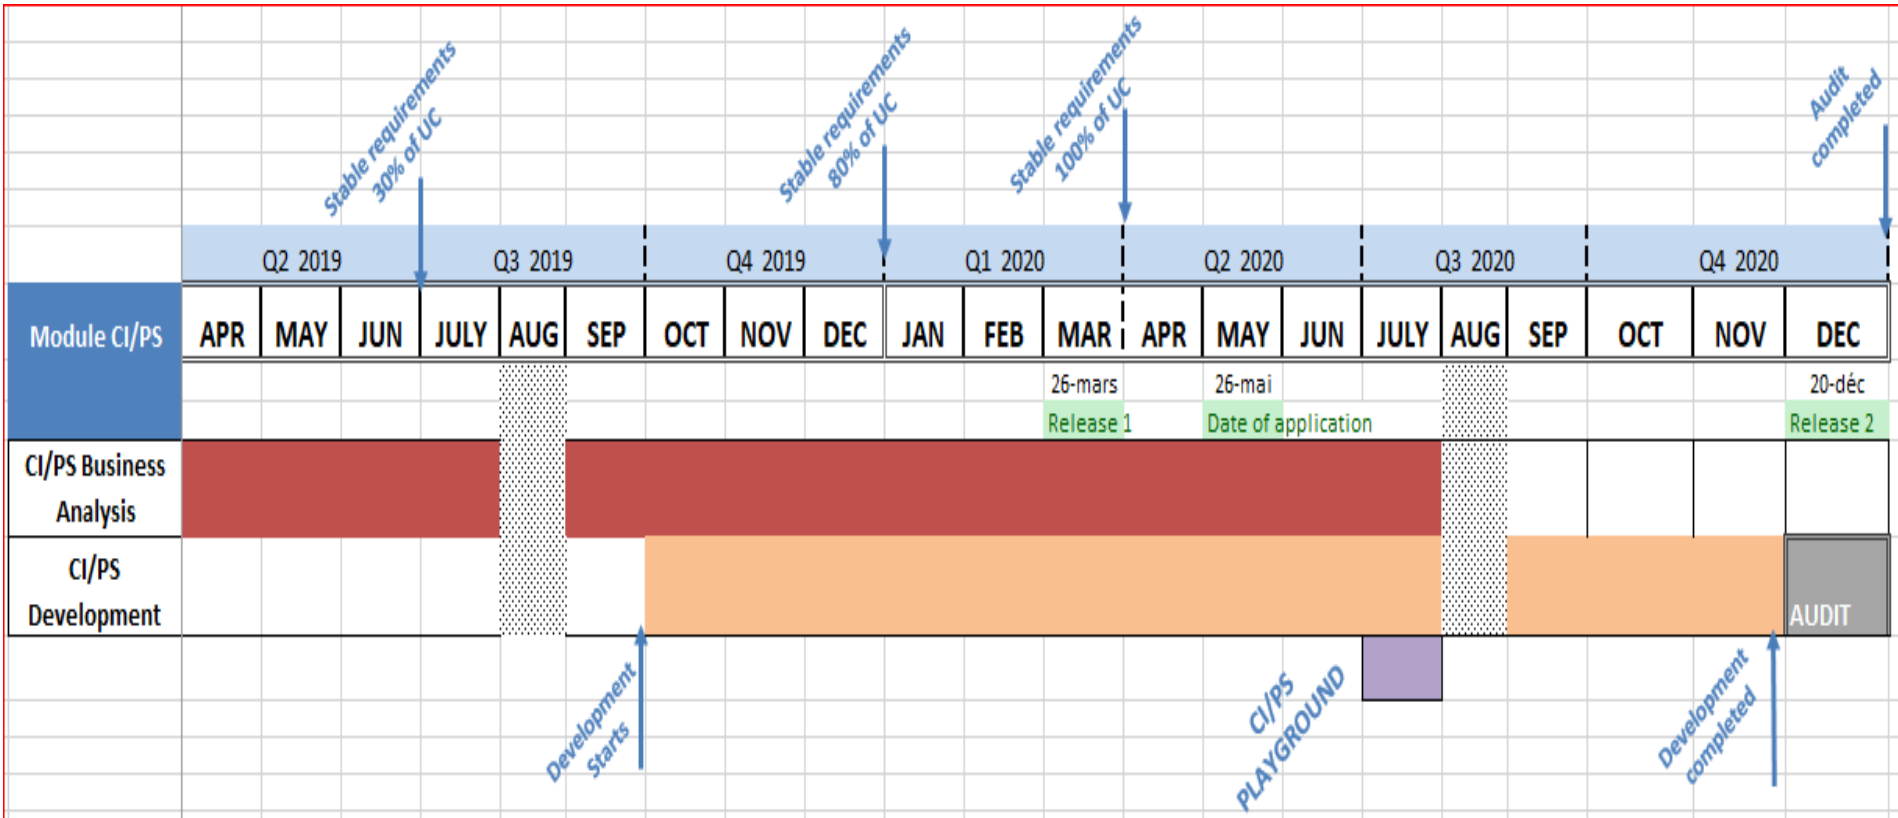 Stable requirements
30% of UC
Stable requirements
80% of UC
Stable requirements
100% of UC
Audit
completed
Q2 2019 Q3 2019 Q4 2019 Q1 2020 Q2 2020 Q3 2020 Q4 2020
Module CI/PS APR MAY JUN JULY AUG SEP OCT NOV DEC JAN FEB MAR APR MAY JUN JULY AUG SEP OCT NOV DEC
26-mars 26-mai 20-déc
Release 1 Date of application Release 2
CI/PS Business
Analysis
CI/PS
Development
AUDIT
Development
Starts
CI/PS
PLAYGROUND
Development
completed